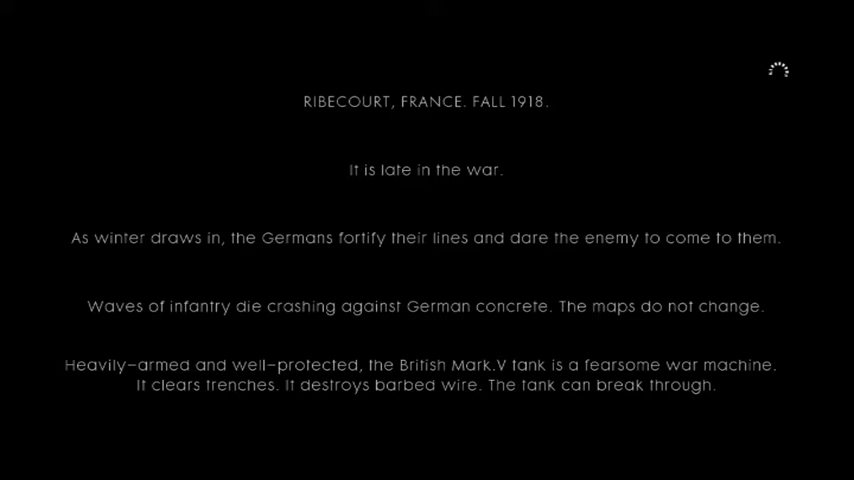 RIBECOURT, FRANCE. FALL 1918.
It is late in the war.
As winter draws in, the Germans fortify their lines and dare the enemy to come to them.
Waves of infantry die crashing against German concrete. The maps do not change.
Heavily-armed and well-protected, the British Mark.V tank is a fearsome war machine.
It clears trenches. It destroys barbed wire. The tank can break through.